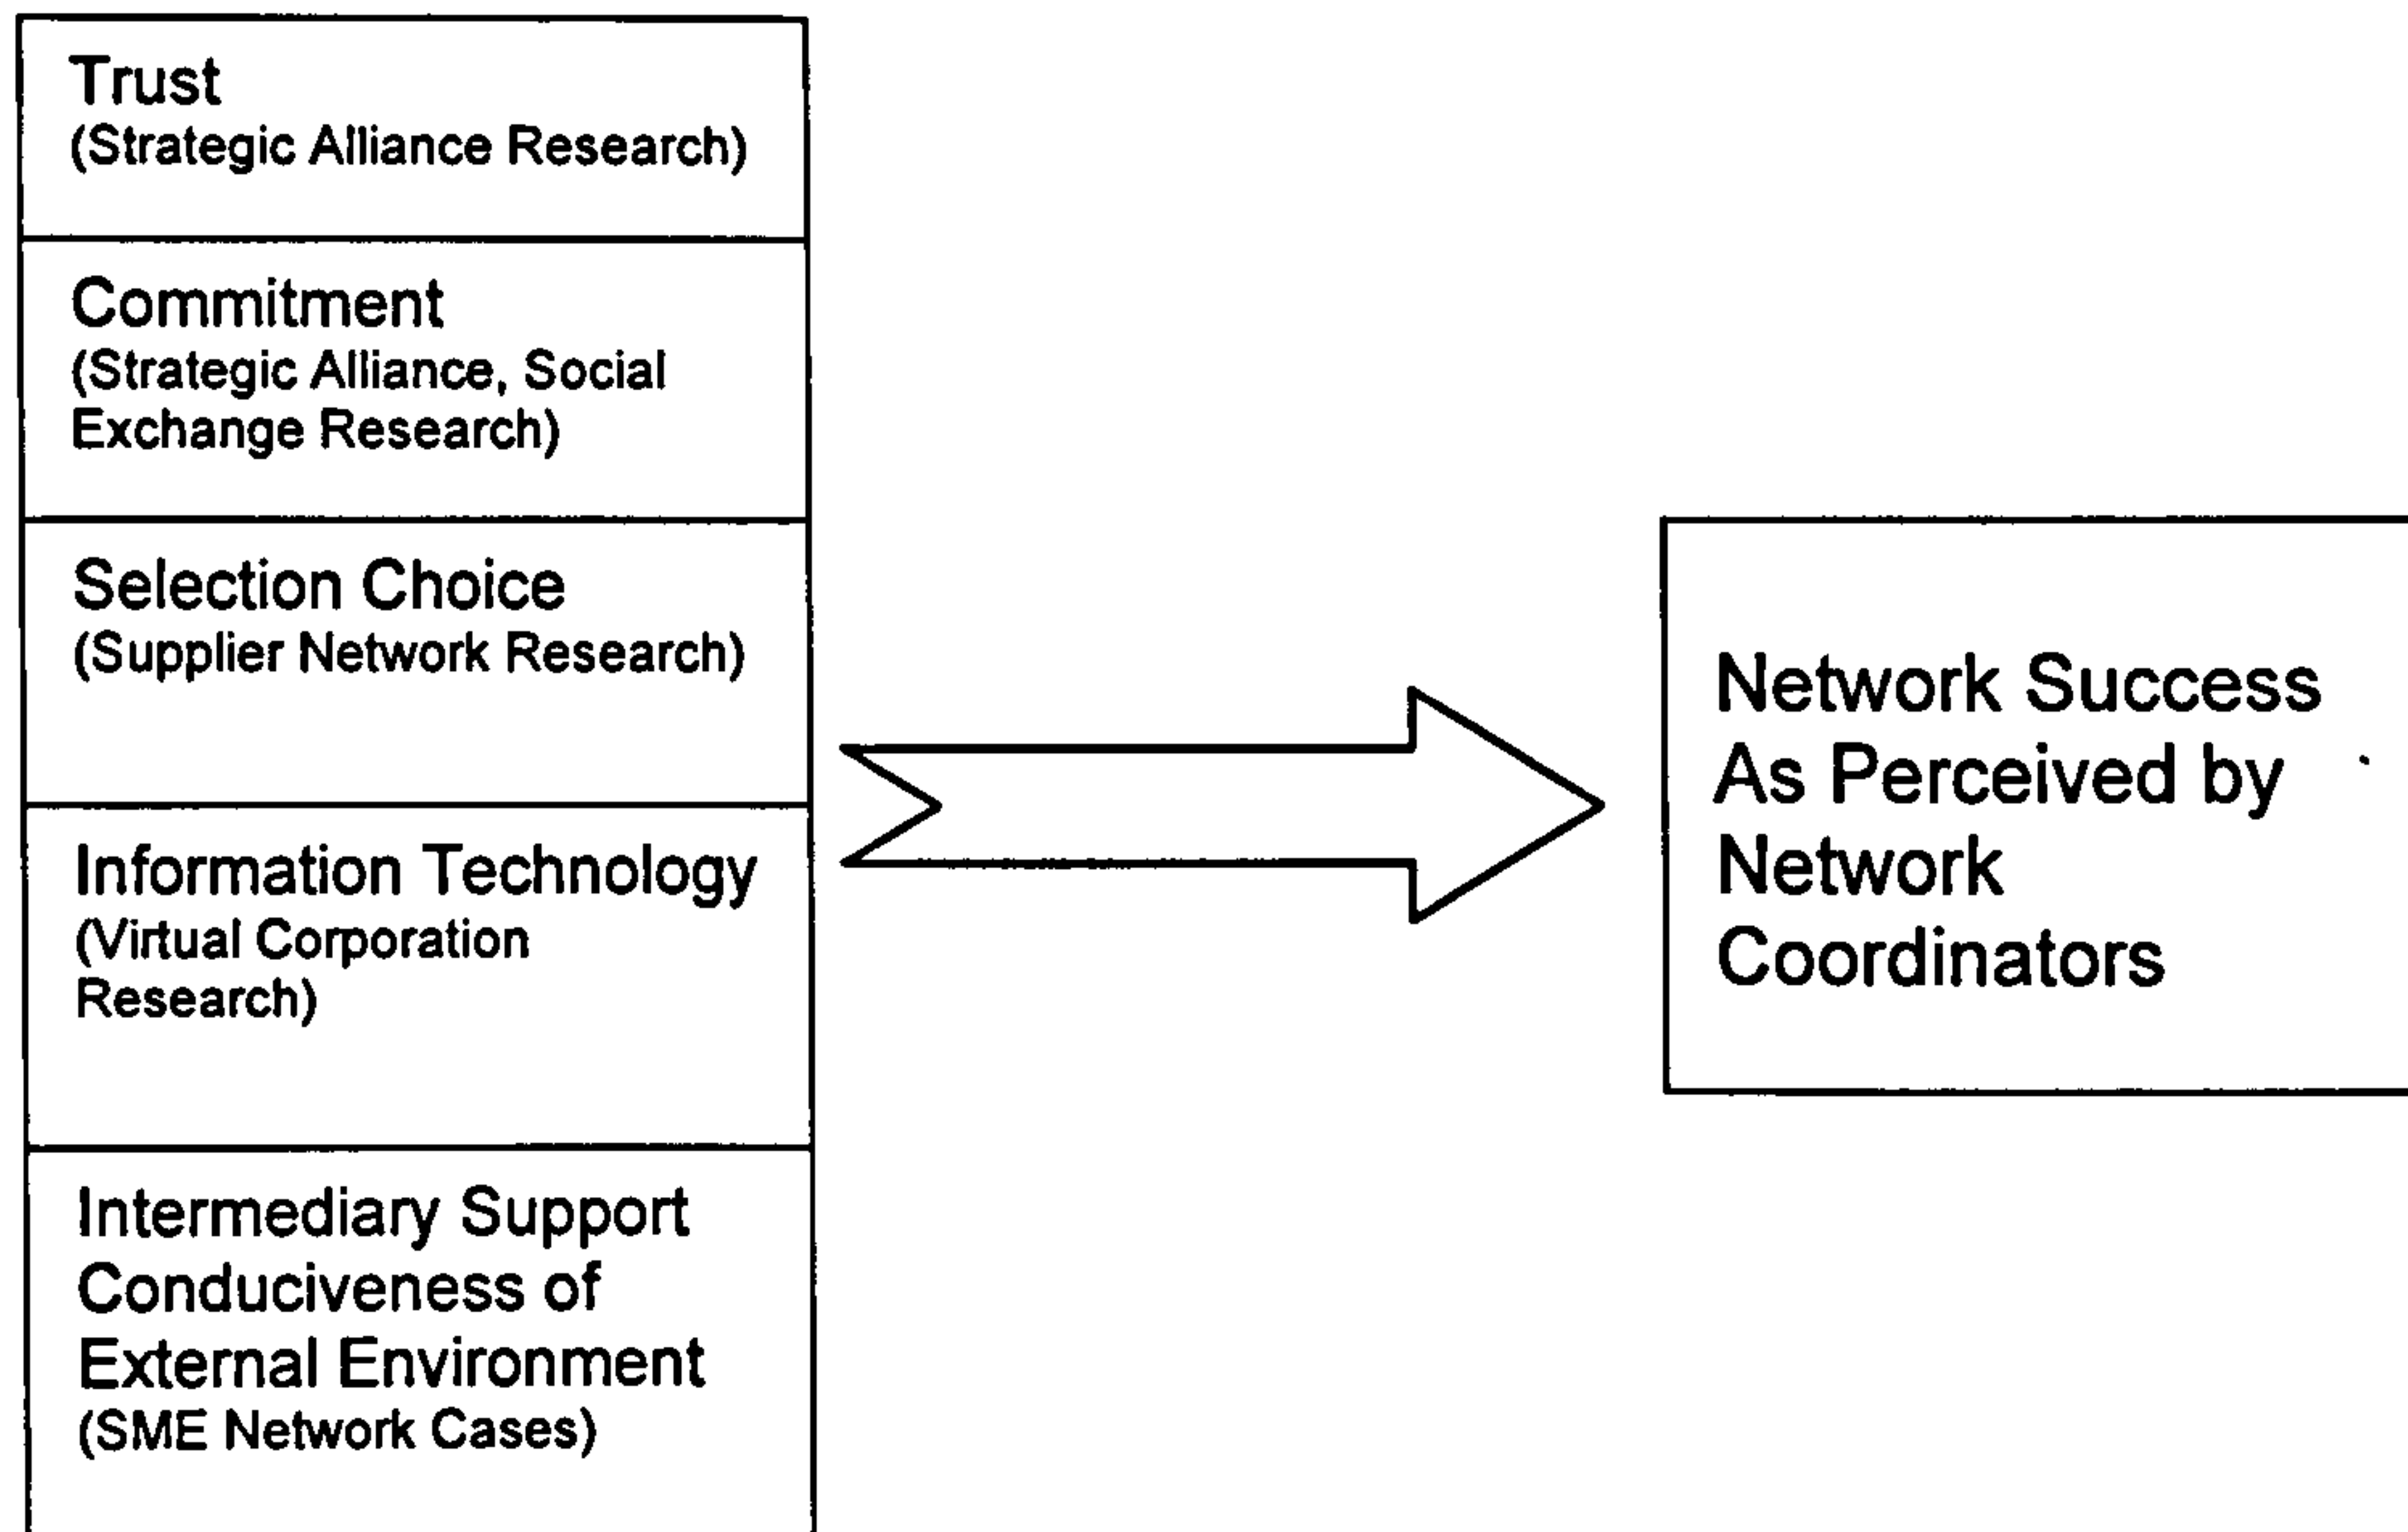 Trust
(Strategic Alliance Research)
Commitment
(Strategic Alliance, Social
Exchange Research)
Selection Choice
(Supplier Network Research)
Information Technology
(Virtual Corporation
Research)
Intermediary Support
Conduciveness of
External Environment
(SME Network Cases)
Network Success
As Perceived by
Network
Coordinators